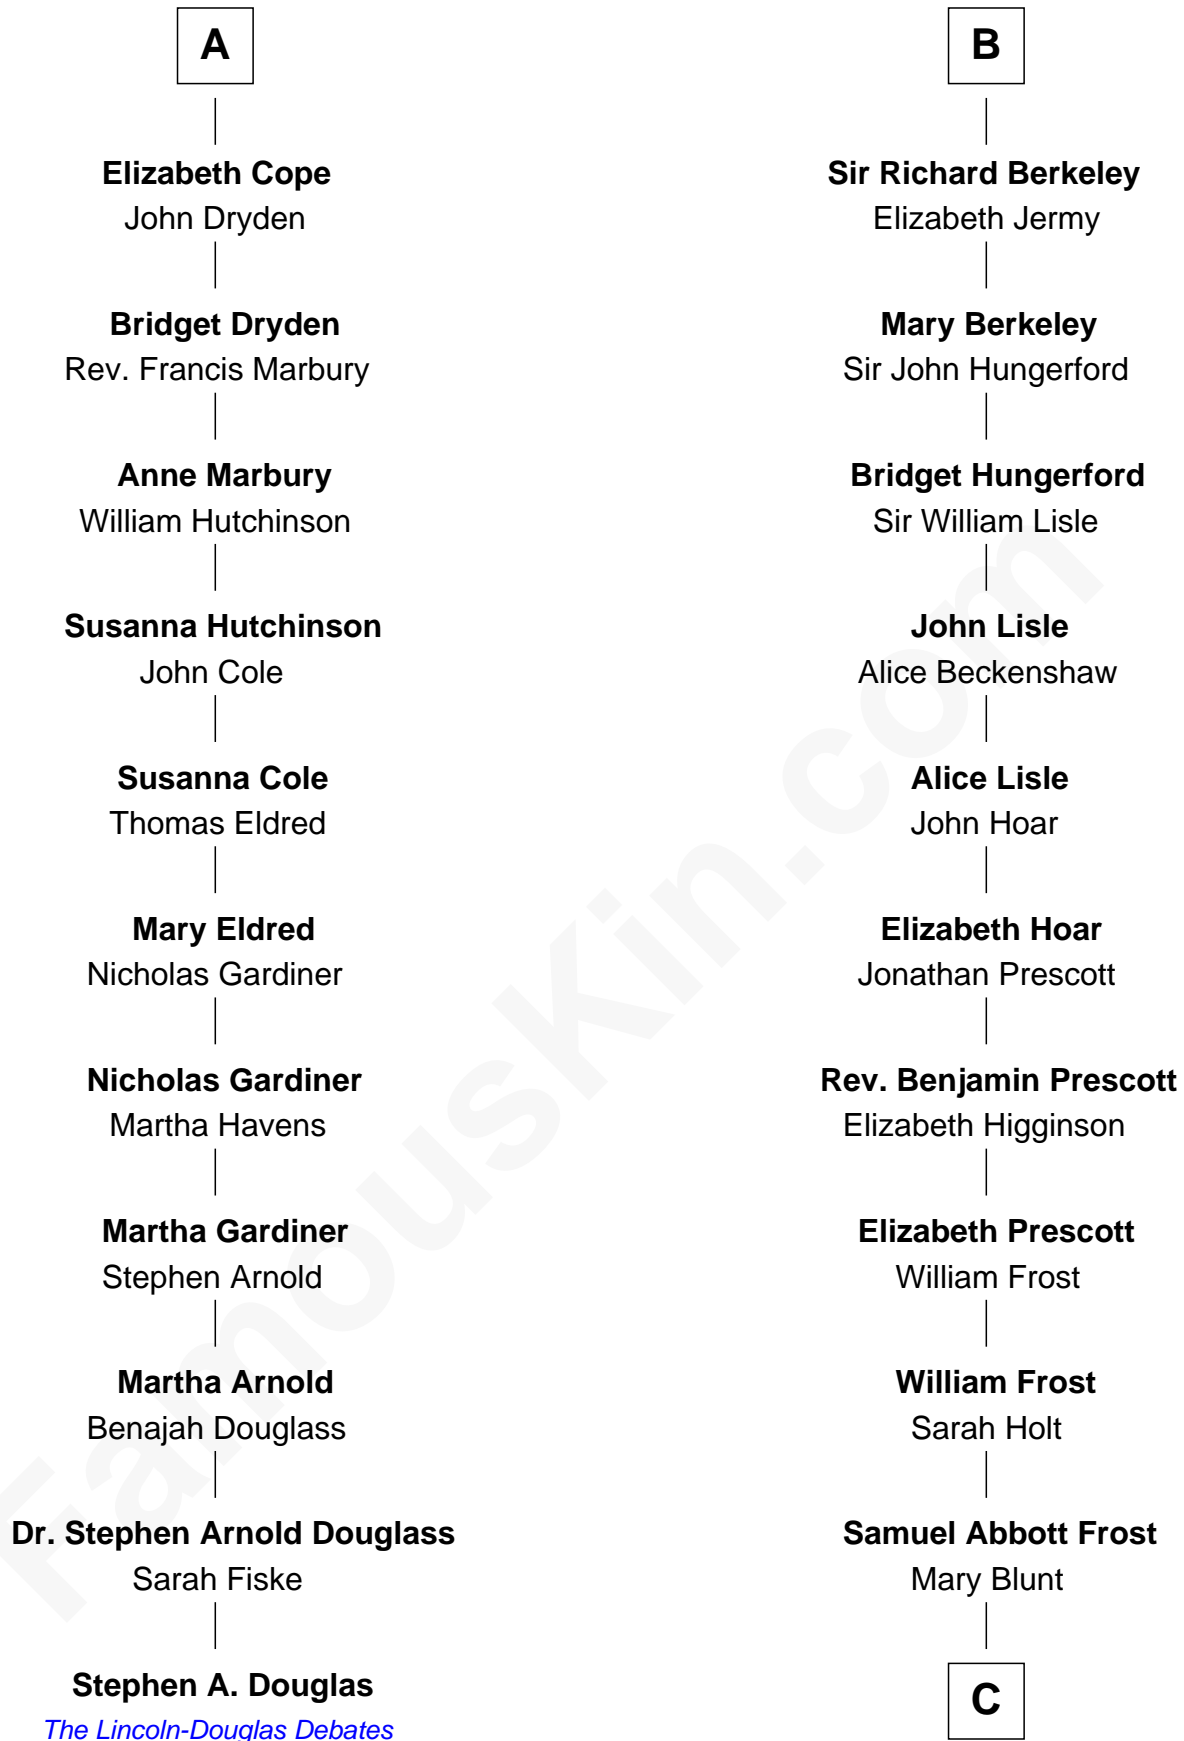 A
Elizabeth Cope
John Dryden
Bridget Dryden
Rev. Francis Marbury
Anne Marbury
William Hutchinson
Susanna Hutchinson
John Cole
Susanna Cole
Thomas Eldred
Mary Eldred
Nicholas Gardiner
Nicholas Gardiner
Martha Havens
Martha Gardiner
Stephen Arnold
Martha Arnold
Benajah Douglass
Dr. Stephen Arnold Douglass
Sarah Fiske
Stephen A. Douglas
The Lincoln-Douglas Debates
B
Sir Richard Berkeley
Elizabeth Jermy
Mary Berkeley
Sir John Hungerford
Bridget Hungerford
Sir William Lisle
John Lisle
Alice Beckenshaw
Alice Lisle
John Hoar
Elizabeth Hoar
Jonathan Prescott
Rev. Benjamin Prescott
Elizabeth Higginson
Elizabeth Prescott
William Frost
William Frost
Sarah Holt
Samuel Abbott Frost
Mary Blunt
C
FamousKin.com